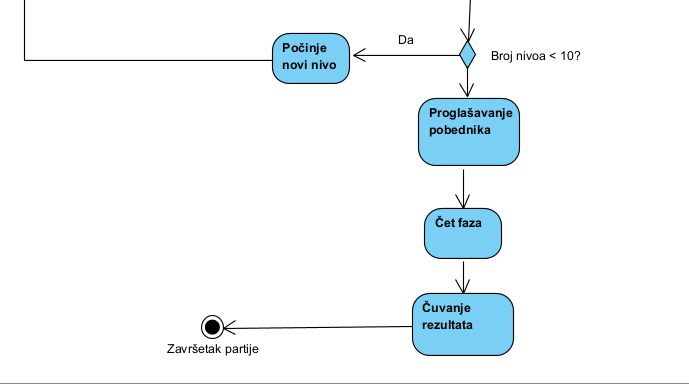 Da
Počinje
novi nivo
Broj nivoa < 10?
Proglašavanje
pobednika
Čet faza
Čuvanje
rezultata
Završetak partije